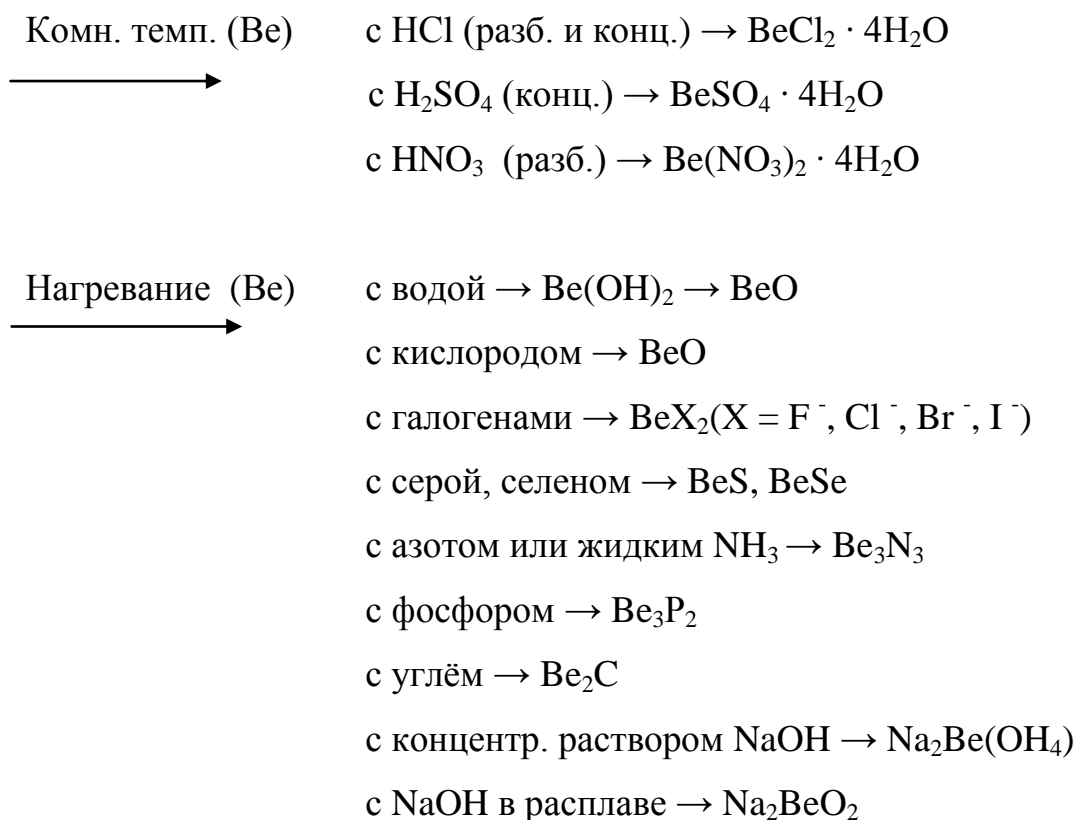 Комн. темп. (Be) с HCl (разб. и конц.) → BeCl₂ · 4H₂O
с H₂SO₄ (конц.) → BeSO₄ · 4H₂O
с HNO₃ (разб.) → Be(NO₃)₂ · 4H₂O
Нагревание (Be) с водой → Be(OH)₂ → BeO
с кислородом → BeO
с галогенами → BeX₂(X = F ⁻, Cl ⁻, Br ⁻, I ⁻)
с серой, селеном → BeS, BeSe
с азотом или жидким NH₃ → Be₃N₃
с фосфором → Be₃P₂
с углём → Be₂C
с концентр. раствором NaOH → Na₂Be(OH₄)
с NaOH в расплаве → Na₂BeO₂